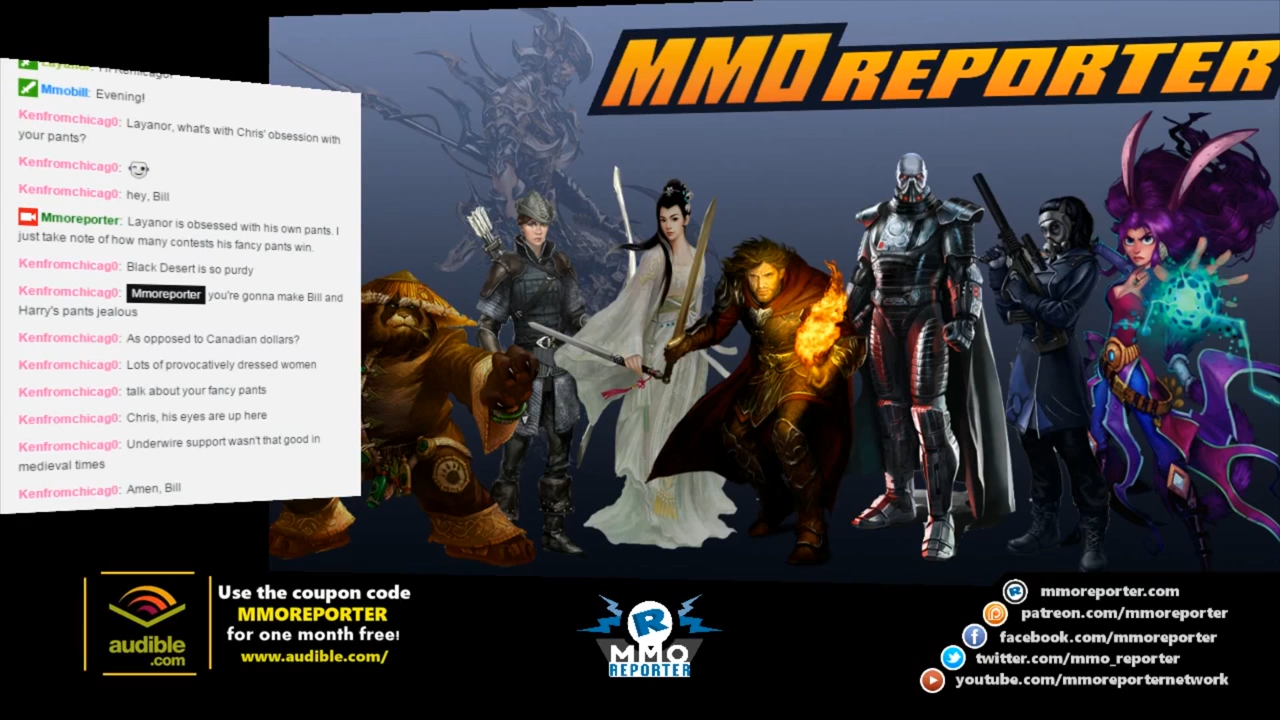 MMO REPORTER
Layanor: Hi Kenficago!
Mmobill: Evening!
Kenfromchicag0: Layanor, what's with Chris' obsession with
your pants?
Kenfromchicag0:
Kenfromchicag0: hey, Bill
Mmoreporter: Layanor is obsessed with his own pants. I
just take note of how many contests his fancy pants win.
Kenfromchicag0: Black Desert is so purdy
Kenfromchicag0: Mmoreporter you're gonna make Bill and
Harry's pants jealous
Kenfromchicag0: As opposed to Canadian dollars?
Kenfromchicag0: Lots of provocatively dressed women
Kenfromchicag0: talk about your fancy pants
Kenfromchicag0: Chris, his eyes are up here
Kenfromchicag0: Underwire support wasn't that good in
medieval times
Kenfromchicag0: Amen, Bill
audible
.com
Use the coupon code
MMOREPORTER
for one month free!
www.audible.com/
R
MMO
REPORTER
mmoreporter.com
patreon.com/mmoreporter
facebook.com/mmoreporter
twitter.com/mmo_reporter
youtube.com/mmoreporternetwork